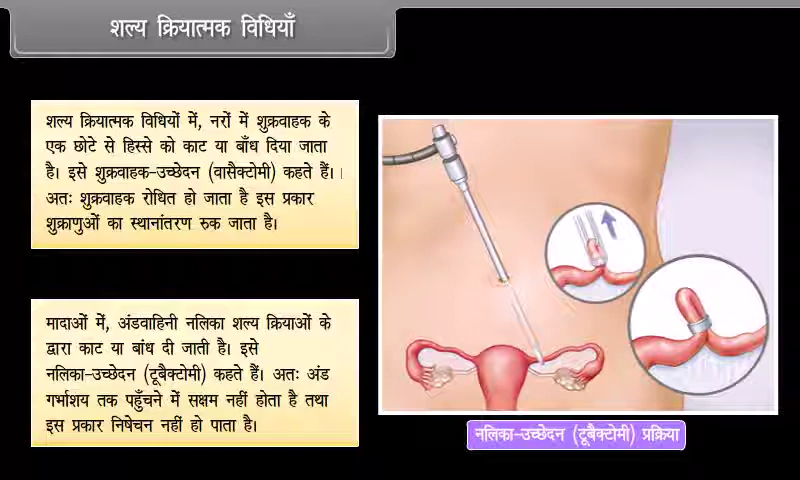 शल्य क्रियात्मक विधियाँ
शल्य क्रियात्मक विधियों में, नरों में शुक्रवाहक के
एक छोटे से हिस्से को काट या बाँध दिया जाता
है। इसे शुक्रवाहक-उच्छेदन (वासैक्टोमी) कहते हैं। ।
अतः शुक्रवाहक रोधित हो जाता है इस प्रकार
शुक्राणुओं का स्थानांतरण रुक जाता है।
मादाओं में, अंडवाहिनी नलिका शल्य क्रियाओं के
द्वारा काट या बांध दी जाती है। इसे
नलिका-उच्छेदन (टूबैक्टोमी) कहते हैं। अतः अंड
गर्भाशय तक पहुँचने में सक्षम नहीं होता है तथा
इस प्रकार निषेचन नहीं हो पाता है।
नलिका-उच्छेदन (टूबैक्टोमी) प्रक्रिया